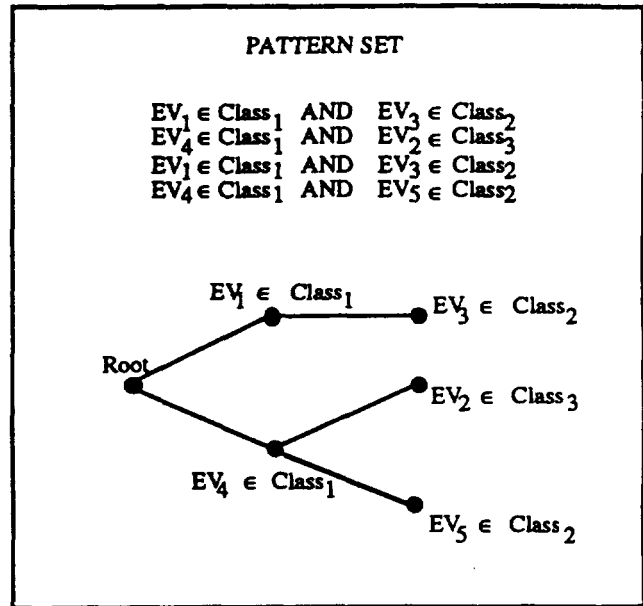 PATTERN SET
EV₁ ∈ Class₁ AND EV₃ ∈ Class₂
EV₄ ∈ Class₁ AND EV₂ ∈ Class₃
EV₁ ∈ Class₁ AND EV₃ ∈ Class₂
EV₄ ∈ Class₁ AND EV₅ ∈ Class₂
EV₁ ∈ Class₁
EV₃ ∈ Class₂
Root
EV₂ ∈ Class₃
EV₄ ∈ Class₁
EV₅ ∈ Class₂